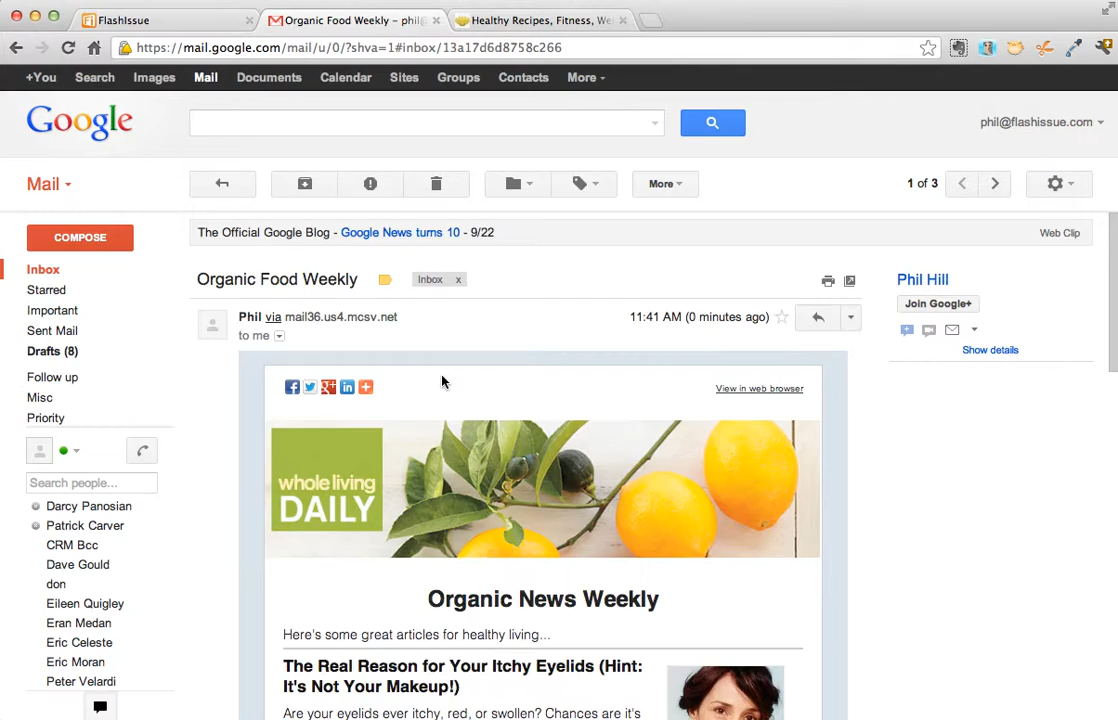 FlashIssue
Organic Food Weekly – phil@
Healthy Recipes, Fitness, We
https://mail.google.com/mail/u/0/?shva=1#inbox/13a17d6d8758c266
+You Search Images Mail Documents Calendar Sites Groups Contacts More
Google
phil@flashissue.com
Mail
More
1 of 3
COMPOSE
The Official Google Blog - Google News turns 10 - 9/22
Web Clip
Inbox
Starred
Important
Sent Mail
Drafts (8)
Follow up
Misc
Priority
Search people...
Darcy Panosian
Patrick Carver
CRM Bcc
Dave Gould
don
Eileen Quigley
Eran Medan
Eric Celeste
Eric Moran
Peter Velardi
Organic Food Weekly
Inbox x
Phil via mail36.us4.mcsv.net
11:41 AM (0 minutes ago)
to me
View in web browser
whole living
DAILY
Organic News Weekly
Here's some great articles for healthy living...
The Real Reason for Your Itchy Eyelids (Hint:
It's Not Your Makeup!)
Are your eyelids ever itchy, red, or swollen? Chances are it's
Phil Hill
Join Google+
Show details